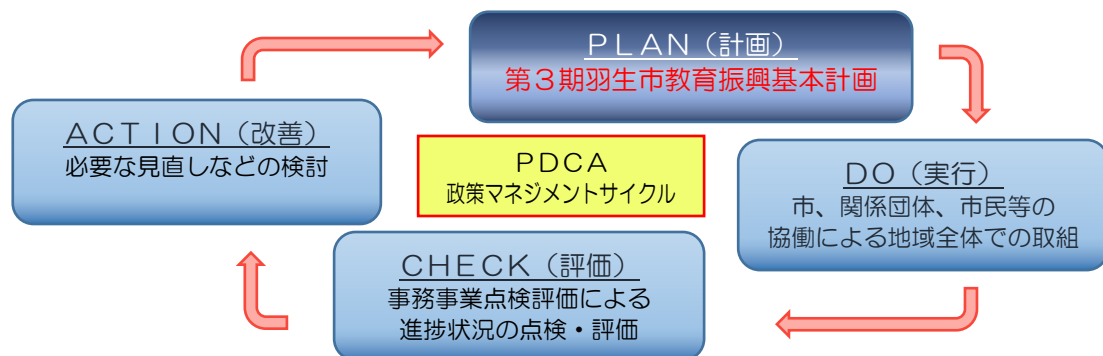 ＰＬＡＮ（計画）
第３期羽生市教育振興基本計画
ＡＣＴＩＯＮ（改善）
必要な見直しなどの検討
ＰＤＣＡ
政策マネジメントサイクル
ＤＯ（実行）
市、関係団体、市民等の
協働による地域全体での取組
ＣＨＥＣＫ（評価）
事務事業点検評価による
進捗状況の点検・評価